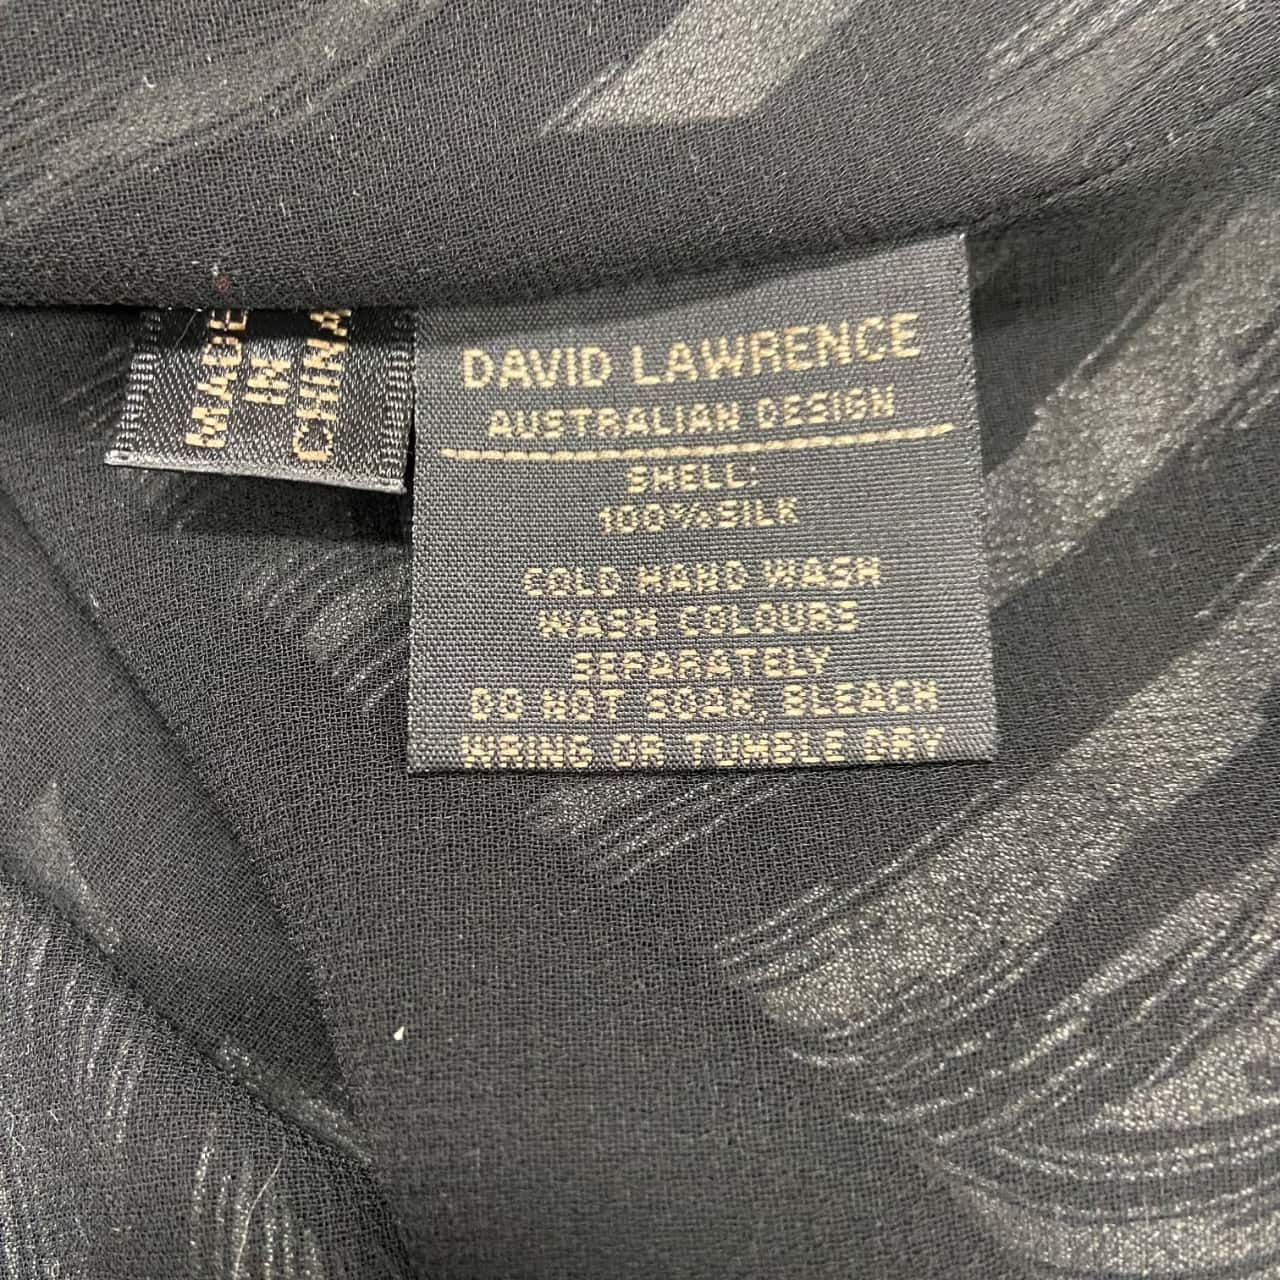 MADE
IN
CHINA
DAVID LAWRENCE
AUSTRALIAN DESIGN
SHELL:
100% SILK
COLD HAND WASH
WASH COLOURS
SEPARATELY
DO NOT SOAK, BLEACH
WRING OR TUMBLE DRY